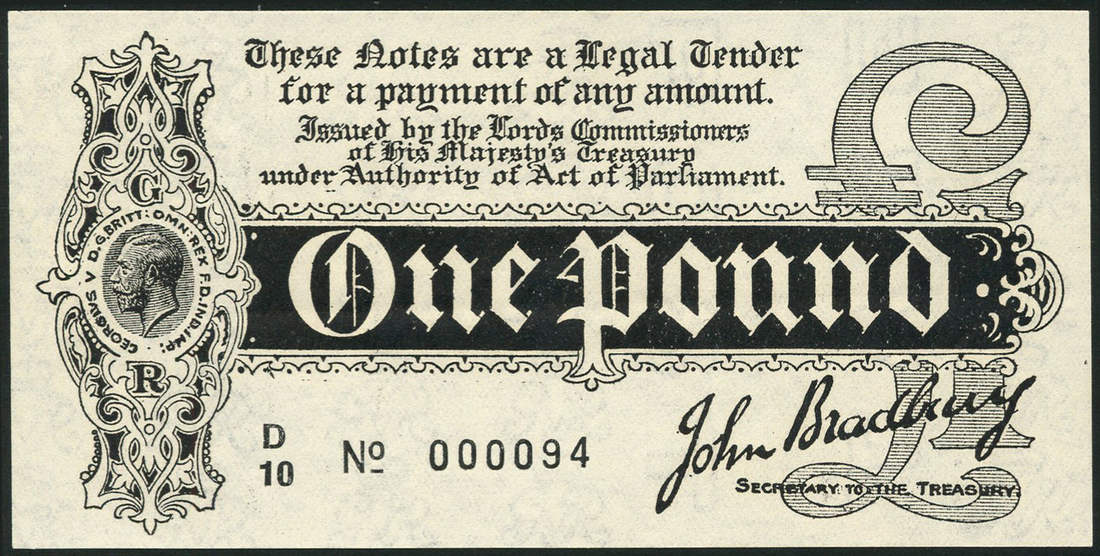 These Notes are a Legal Tender
for a payment of any amount.
Issued by the Lords Commissioners
of His Majesty's Treasury
under Authority of Act of Parliament.
£1
G
GEORGIVS V D.G.BRITT: OMN: REX F.D. IND: IMP:
R
One Pound
D
10
No 000094
John Bradbury
SECRETARY TO THE TREASURY.